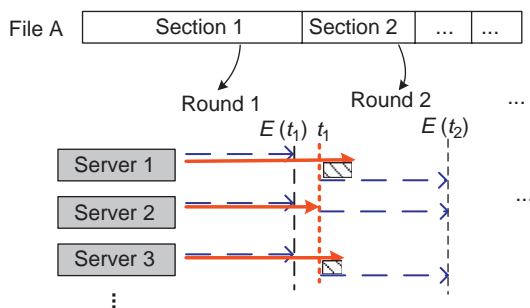 File A Section 1 Section 2 ... ...
Round 1 Round 2 ...
E (t1) t1 E (t2)
Server 1
...
Server 2
Server 3
...